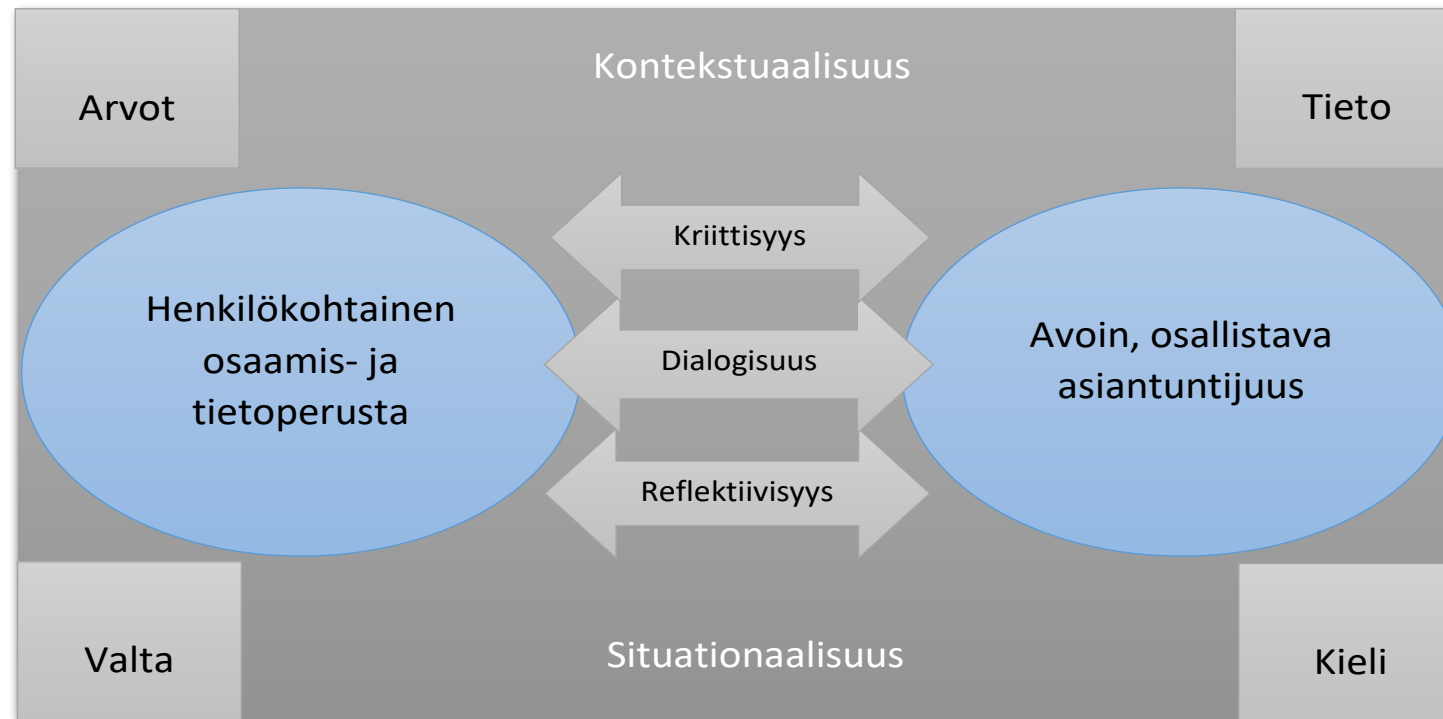 Kontekstuaalisuus
Arvot
Tieto
Kriittisyys
Henkilökohtainen
osaamis- ja
tietoperusta
Dialogisuus
Avoin, osallistava
asiantuntijuus
Reflektiivisyys
Valta
Situationaalisuus
Kieli